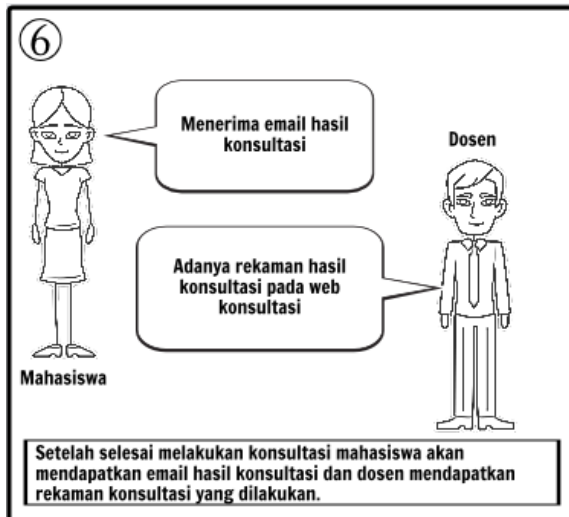 ⑥
Menerima email hasil
konsultasi
Dosen
Adanya rekaman hasil
konsultasi pada web
konsultasi
Mahasiswa
Setelah selesai melakukan konsultasi mahasiswa akan
mendapatkan email hasil konsultasi dan dosen mendapatkan
rekaman konsultasi yang dilakukan.